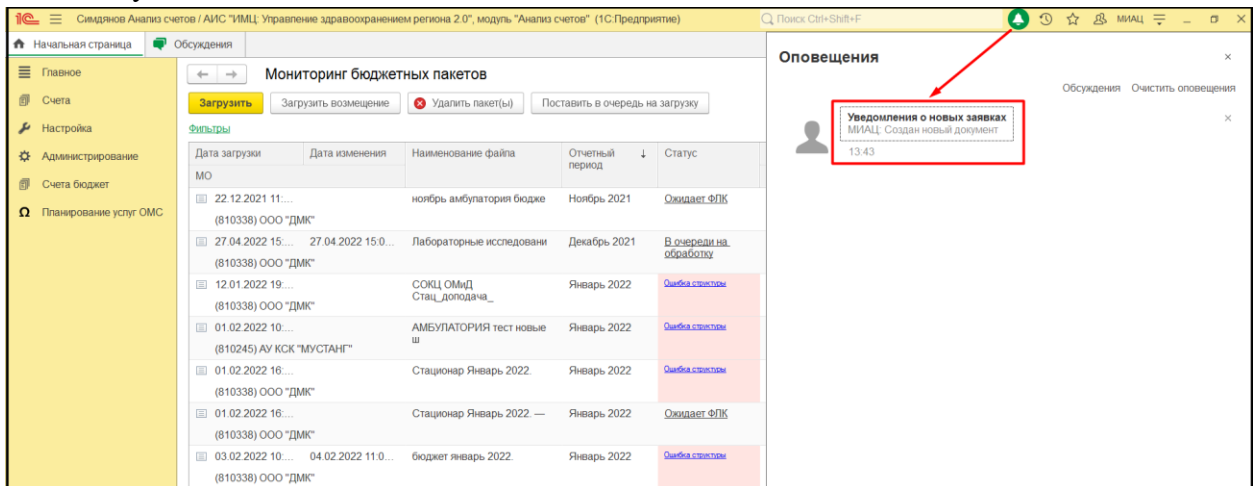 Симдянов Анализ счетов / АИС "ИМЦ: Управление здравоохранением региона 2.0", модуль "Анализ счетов" (1С:Предприятие)
Поиск Ctrl+Shift+F
МИАЦ
Начальная страница
Обсуждения
Главное
Счета
Настройка
Администрирование
Счета бюджет
Планирование услуг ОМС
Мониторинг бюджетных пакетов
Загрузить
Загрузить возмещение
Удалить пакет(ы)
Поставить в очередь на загрузку
Фильтры
Дата загрузки Дата изменения Наименование файла Отчетный период ↓ Статус
МО
22.12.2021 11:... ноябрь амбулатория бюдже Ноябрь 2021 Ожидает ФЛК
(810338) ООО "ДМК"
27.04.2022 15:... 27.04.2022 15:0... Лабораторные исследовани Декабрь 2021 В очереди на обработку
(810338) ООО "ДМК"
12.01.2022 19:... СОКЦ ОМиД Стац_доподача_ Январь 2022 Ошибка структуры
(810338) ООО "ДМК"
01.02.2022 10:... АМБУЛАТОРИЯ тест новые ш Январь 2022 Ошибка структуры
(810245) АУ КСК "МУСТАНГ"
01.02.2022 16:... Стационар Январь 2022. Январь 2022 Ошибка структуры
(810338) ООО "ДМК"
01.02.2022 16:... Стационар Январь 2022. — Январь 2022 Ожидает ФЛК
(810338) ООО "ДМК"
03.02.2022 10:... 04.02.2022 11:0... бюджет январь 2022. Январь 2022 Ошибка структуры
(810338) ООО "ДМК"
Оповещения
Обсуждения Очистить оповещения
Уведомления о новых заявках
МИАЦ: Создан новый документ
13:43